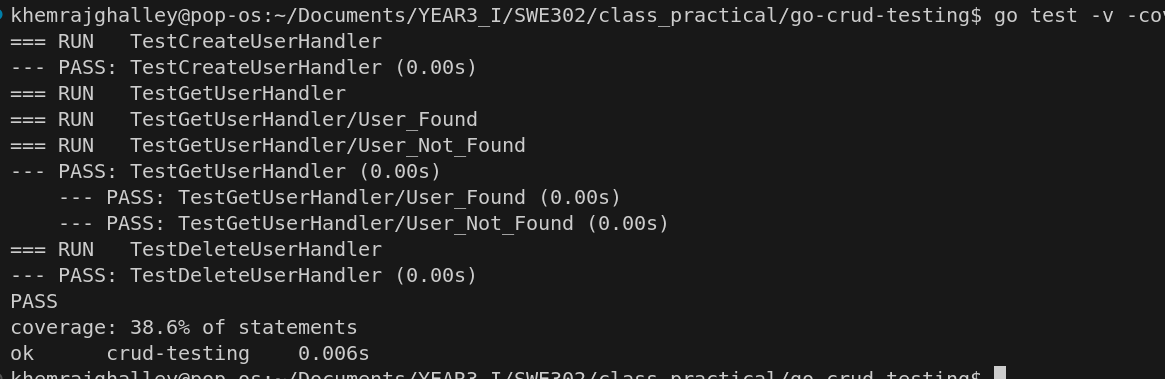 khemrajghalley@pop-os:~/Documents/YEAR3_I/SWE302/class_practical/go-crud-testing$ go test -v -cov
=== RUN   TestCreateUserHandler
--- PASS: TestCreateUserHandler (0.00s)
=== RUN   TestGetUserHandler
=== RUN   TestGetUserHandler/User_Found
=== RUN   TestGetUserHandler/User_Not_Found
--- PASS: TestGetUserHandler (0.00s)
    --- PASS: TestGetUserHandler/User_Found (0.00s)
    --- PASS: TestGetUserHandler/User_Not_Found (0.00s)
=== RUN   TestDeleteUserHandler
--- PASS: TestDeleteUserHandler (0.00s)
PASS
coverage: 38.6% of statements
ok      crud-testing    0.006s
khemrajghalley@pop-os:~/Documents/YEAR3_I/SWE302/class_practical/go-crud-testing$